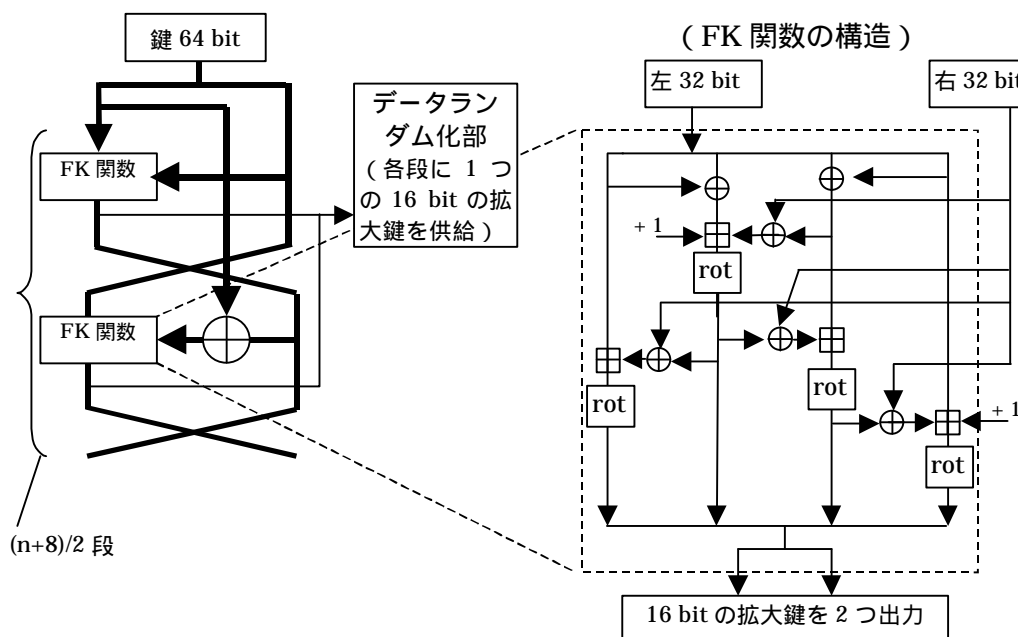 鍵 64 bit
FK 関数
FK 関数
(n+8)/2 段
データラン
ダム化部
（各段に 1 つ
の 16 bit の拡
大鍵を供給）
（FK 関数の構造）
左 32 bit
右 32 bit
+ 1
rot
rot
rot
+ 1
rot
16 bit の拡大鍵を 2 つ出力